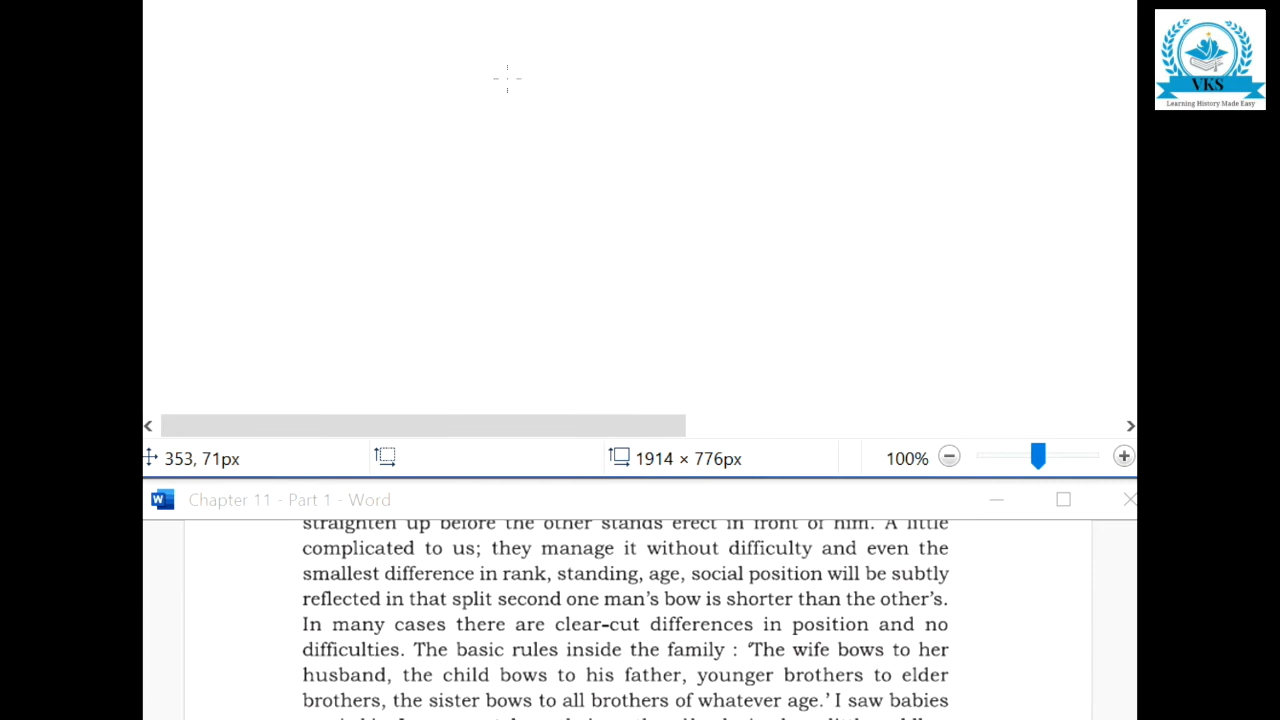 VKS
Learning History Made Easy
353, 71px
1914 × 776px
100%
Chapter 11 - Part 1 - Word
straighten up before the other stands erect in front of him. A little
complicated to us; they manage it without difficulty and even the
smallest difference in rank, standing, age, social position will be subtly
reflected in that split second one man's bow is shorter than the other's.
In many cases there are clear-cut differences in position and no
difficulties. The basic rules inside the family : 'The wife bows to her
husband, the child bows to his father, younger brothers to elder
brothers, the sister bows to all brothers of whatever age.' I saw babies